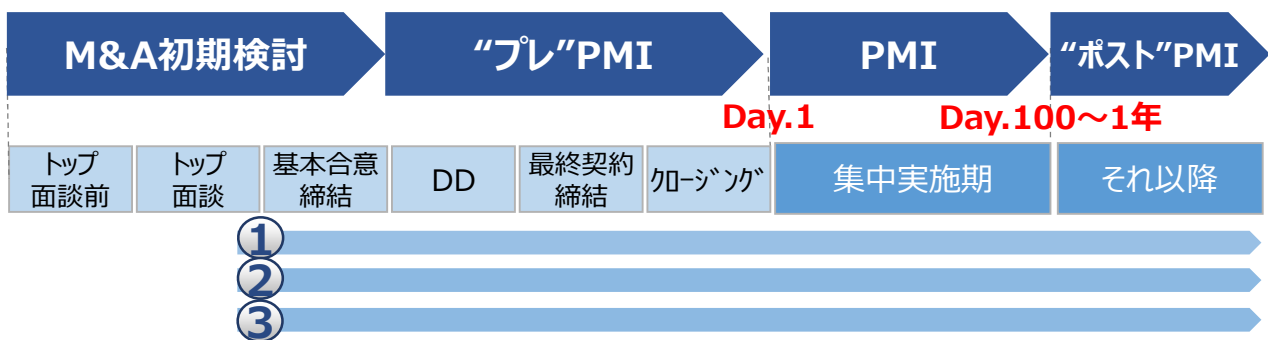 M&A初期検討
“プレ”PMI
PMI
“ポスト”PMI
Day.1
Day.100~1年
トップ
面談前
トップ
面談
基本合意
締結
DD
最終契約
締結
ｸﾛｰｼﾞﾝｸﾞ
集中実施期
それ以降
1
2
3